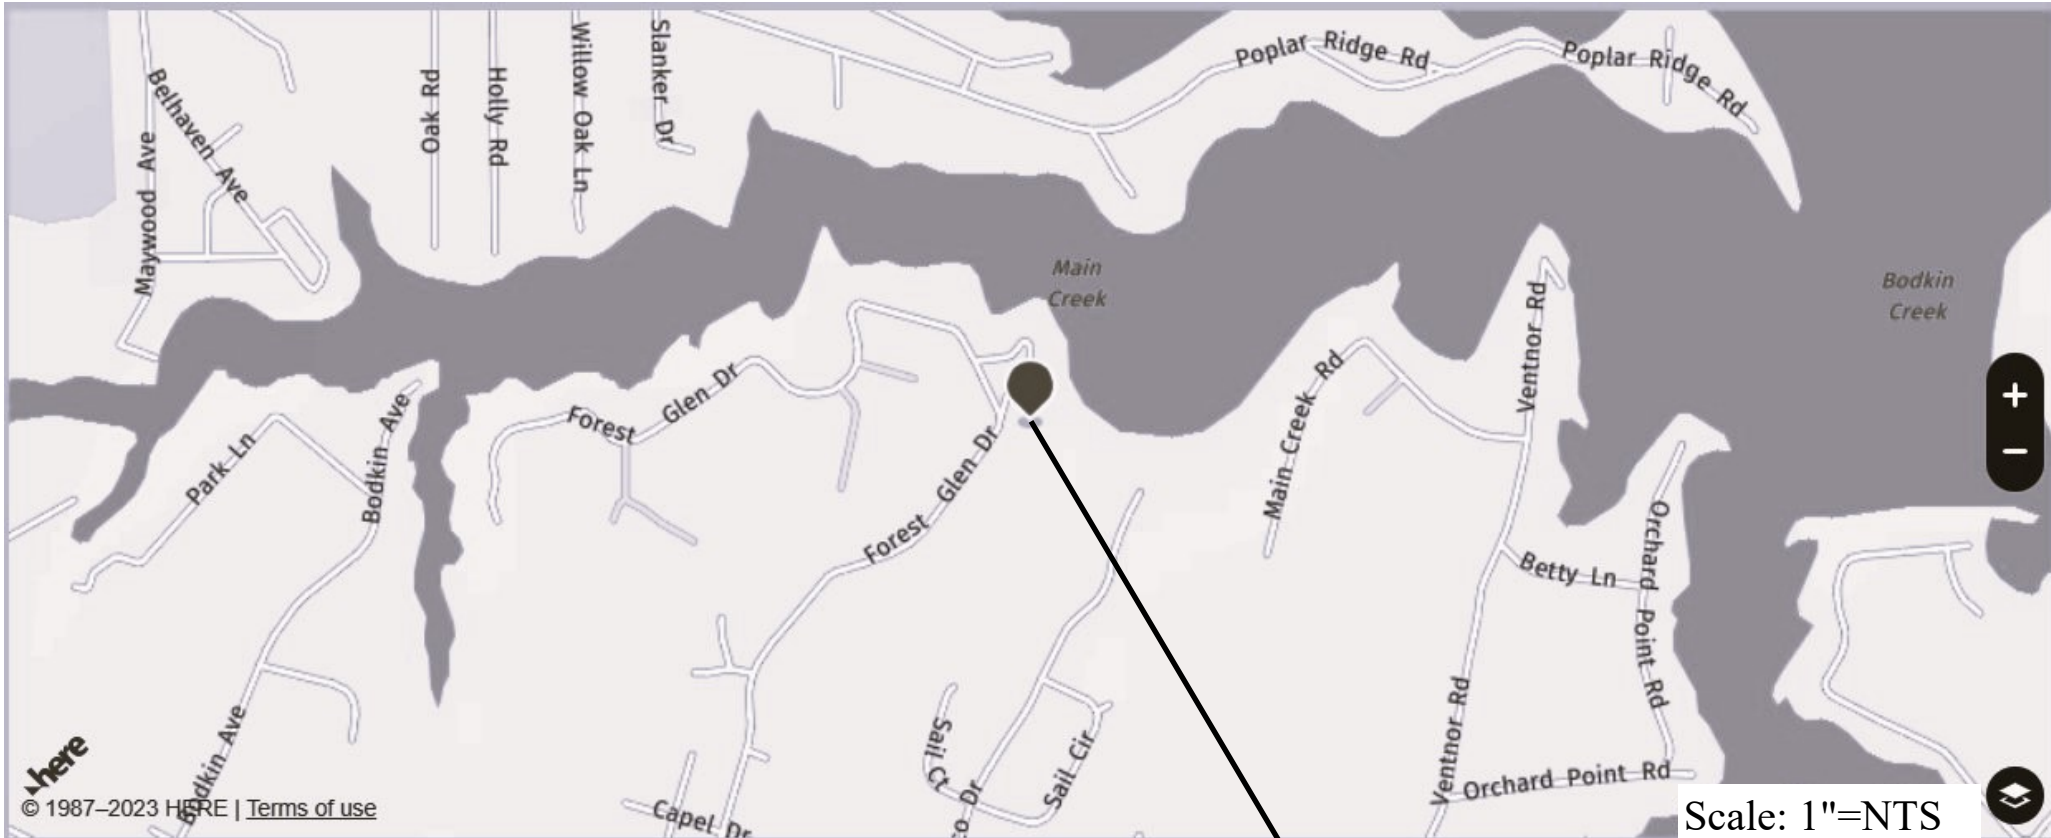 Poplar Ridge Rd
Poplar Ridge Rd
Slanker Dr
Willow Oak Ln
Holly Rd
Oak Rd
Belhaven Ave
Maywood Ave
Main
Creek
Bodkin
Creek
Ventnor Rd
Main Creek Rd
Forest Glen Dr
Forest Glen Dr
Park Ln
Bodkin Ave
Orchard Point Rd
Betty Ln
Ventnor Rd
Bodkin Ave
Sail Ct
Sail Cir
co Dr
Capel Dr
Orchard Point Rd
+
−
here
© 1987–2023 HERE | Terms of use
Scale: 1"=NTS